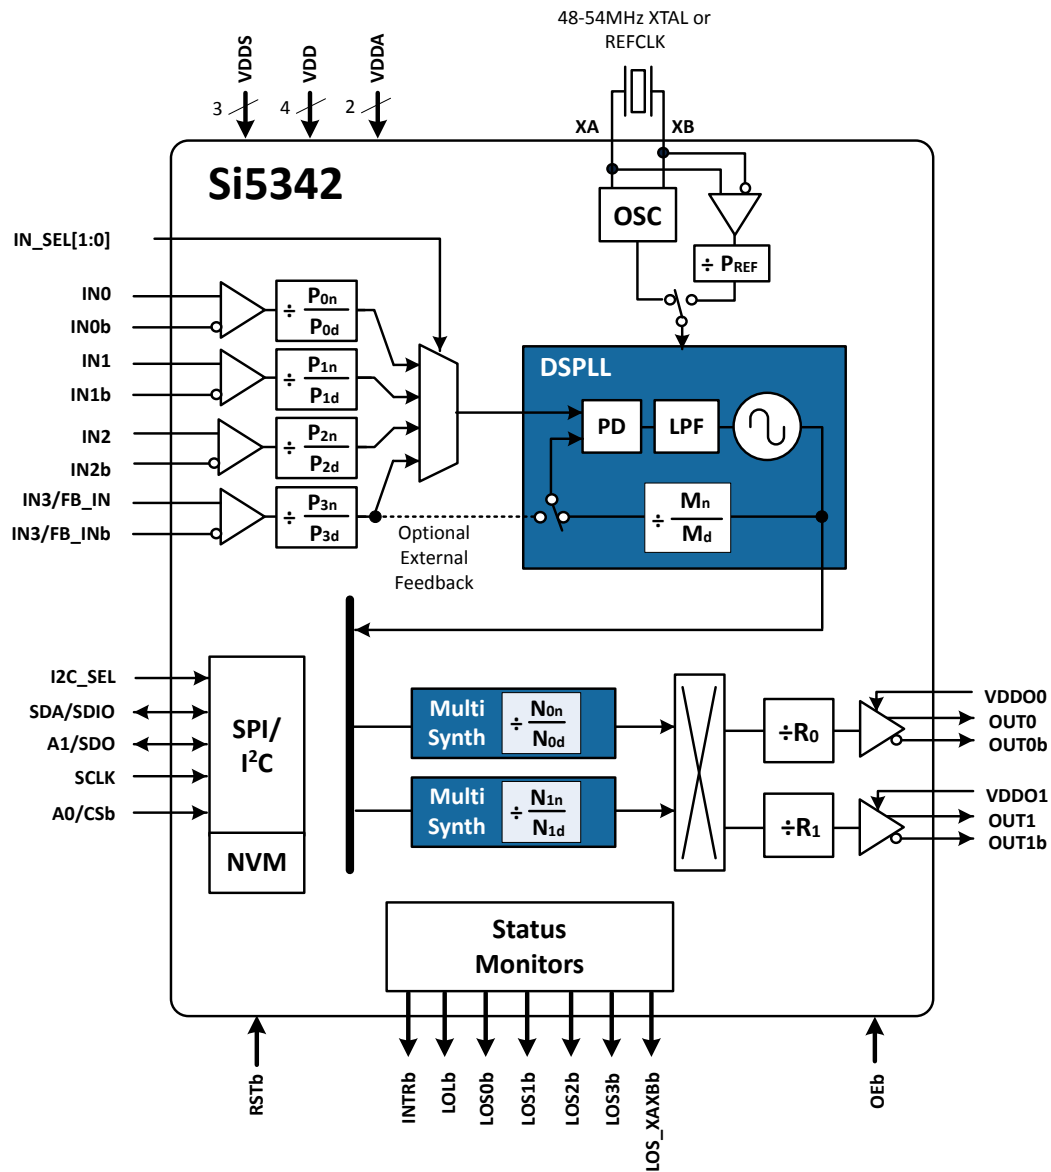 48-54MHz XTAL or
REFCLK
VDDS
VDD
VDDA
3
4
2
XA
XB
Si5342
OSC
÷ PREF
IN_SEL[1:0]
IN0
IN0b
IN1
IN1b
IN2
IN2b
IN3/FB_IN
IN3/FB_INb
÷ P0n
P0d
÷ P1n
P1d
÷ P2n
P2d
÷ P3n
P3d
Optional
External
Feedback
DSPLL
PD
LPF
÷ Mn
Md
I2C_SEL
SDA/SDIO
A1/SDO
SCLK
A0/CSb
SPI/
I²C
NVM
Multi
Synth
÷ N0n
N0d
Multi
Synth
÷ N1n
N1d
÷R0
÷R1
VDDO0
OUT0
OUT0b
VDDO1
OUT1
OUT1b
Status
Monitors
RSTb
INTRb
LOLb
LOS0b
LOS1b
LOS2b
LOS3b
LOS_XAXBb
OEb